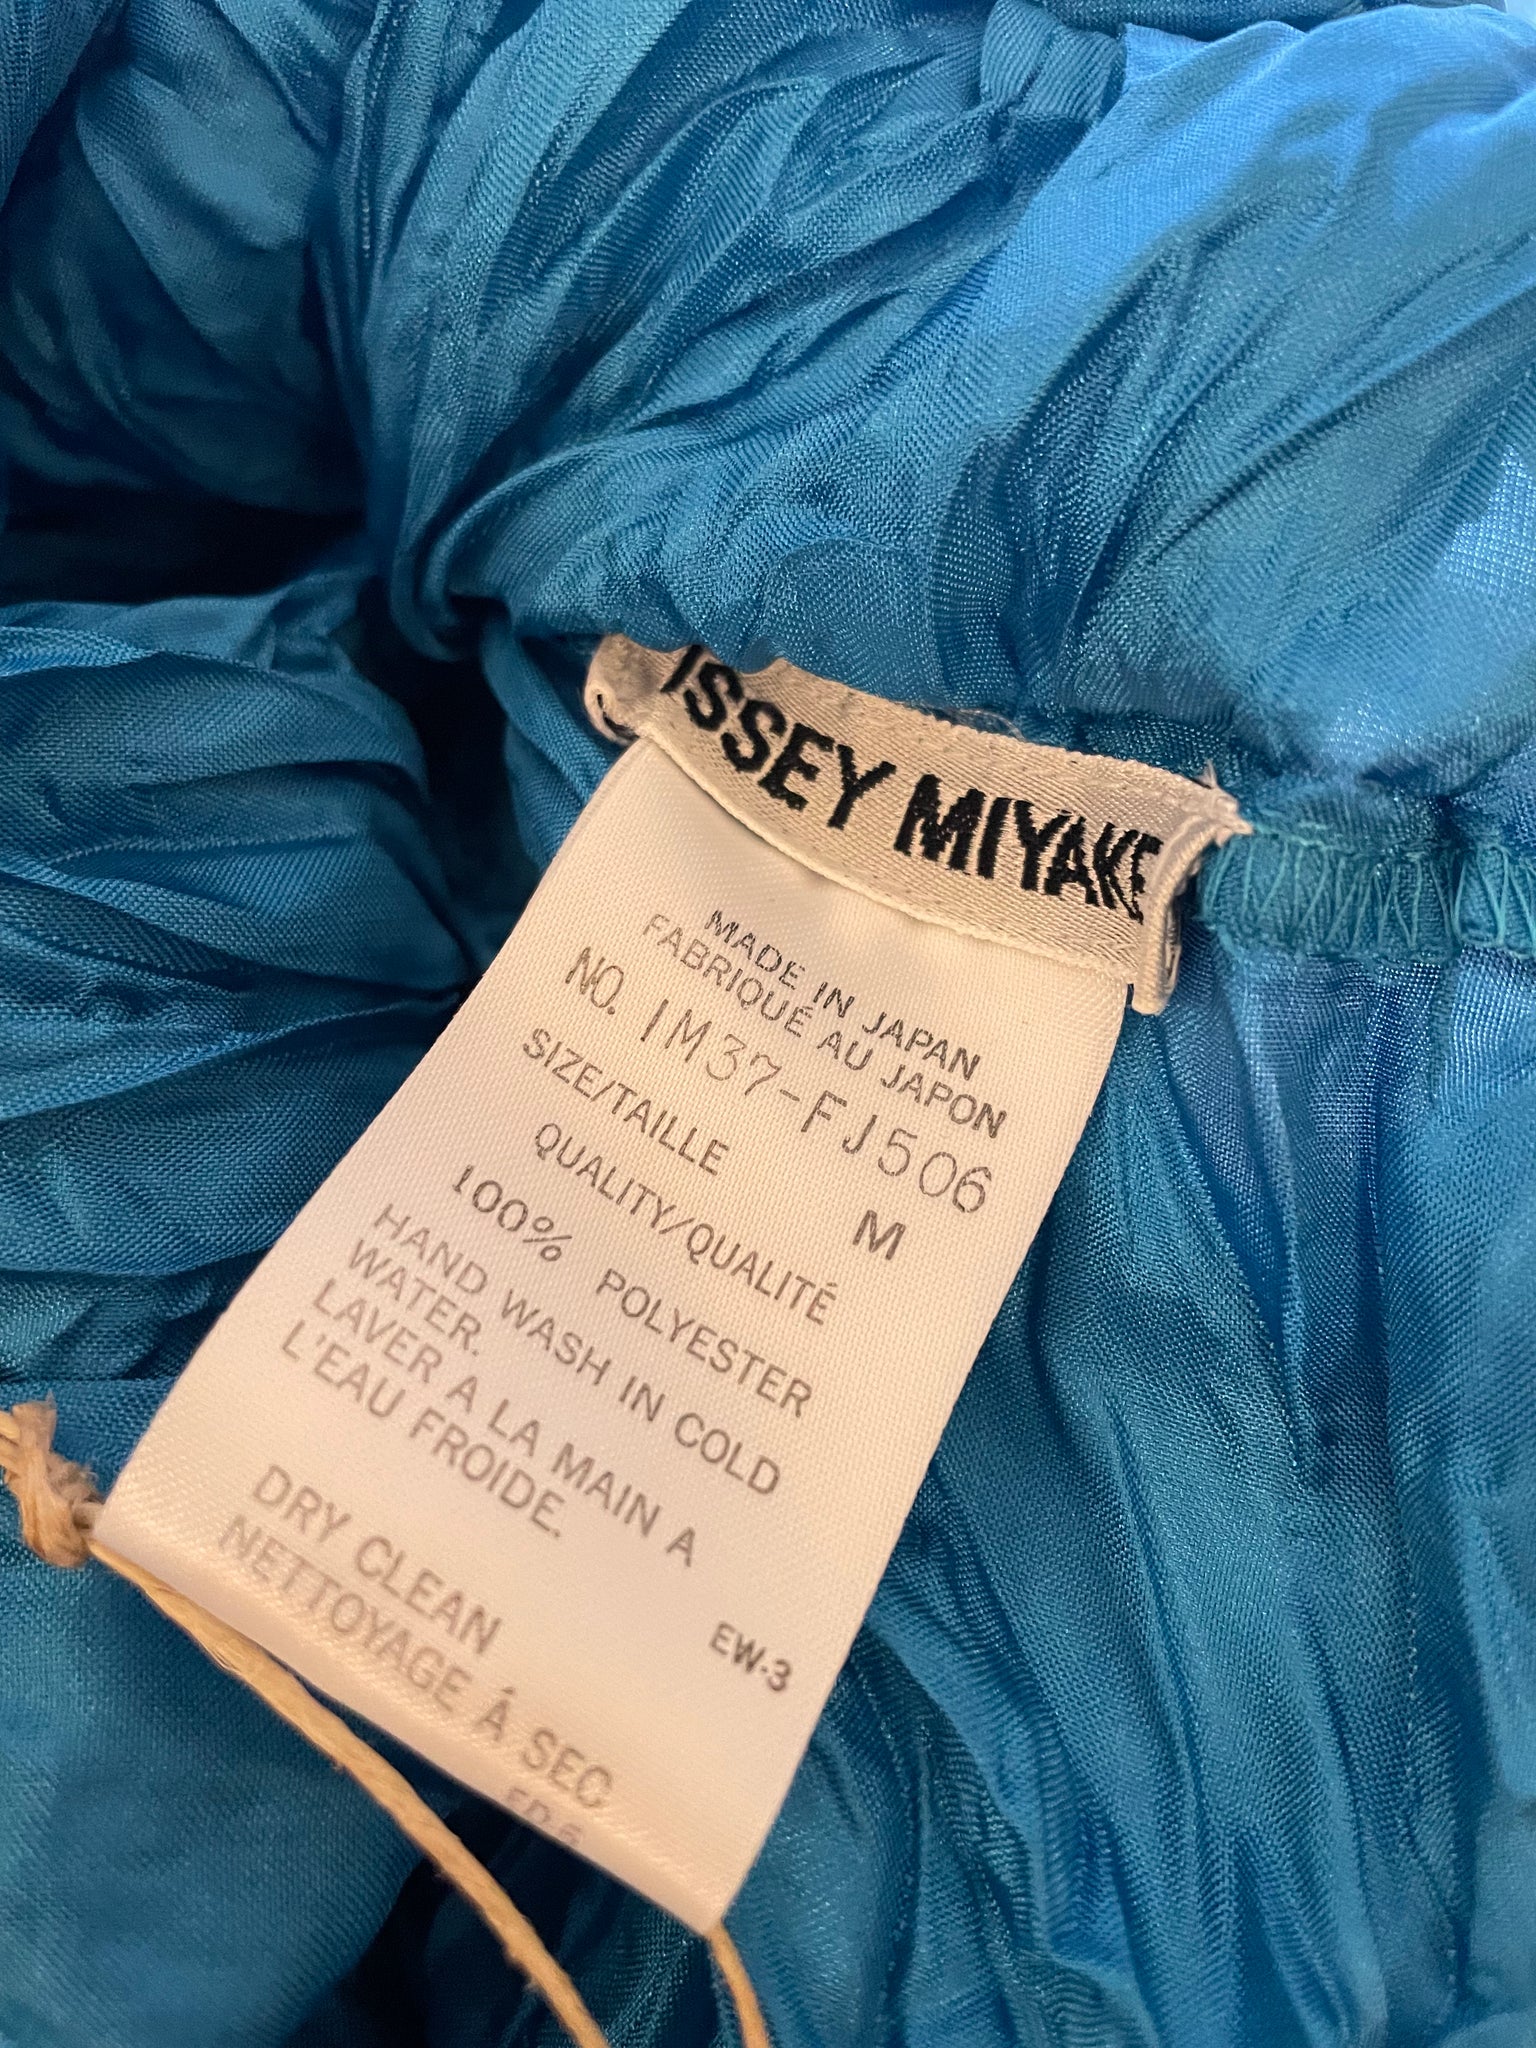 ISSEY MIYAKE
MADE IN JAPAN
FABRIQUÉ AU JAPON
NO. IM37-FJ506
SIZE/TAILLE M
QUALITY/QUALITÉ
100% POLYESTER
HAND WASH IN COLD
WATER.
LAVER A LA MAIN A
L'EAU FROIDE.
EW-3
DRY CLEAN
NETTOYAGE Á SEC